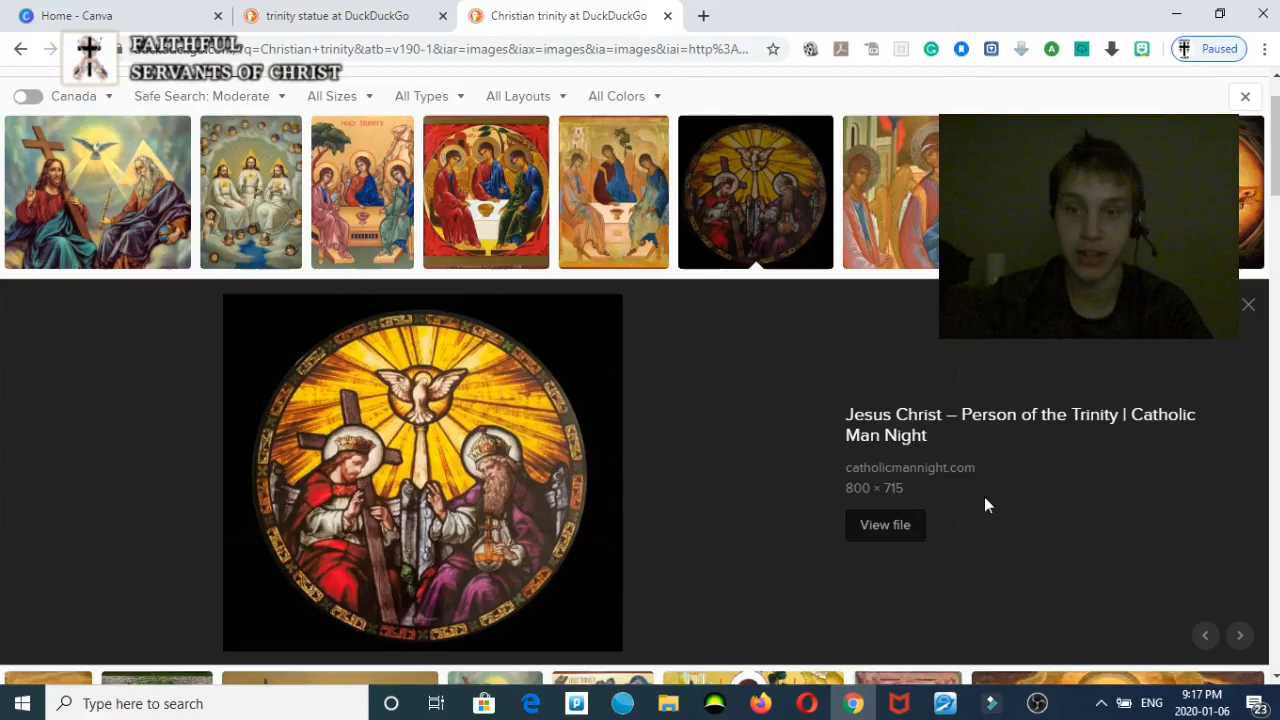 Home - Canva
trinity statue at DuckDuckGo
Christian trinity at DuckDuckGo
FAITHFUL
SERVANTS OF CHRIST
q=Christian+trinity&atb=v190-1&iar=images&iax=images&ia=images&iai=http%3A...
Paused
Canada
Safe Search: Moderate
All Sizes
All Types
All Layouts
All Colors
HOLY TRINITY
Jesus Christ – Person of the Trinity | Catholic
Man Night
catholicmannight.com
800 × 715
View file
Type here to search
ENG
9:17 PM
2020-01-06
23